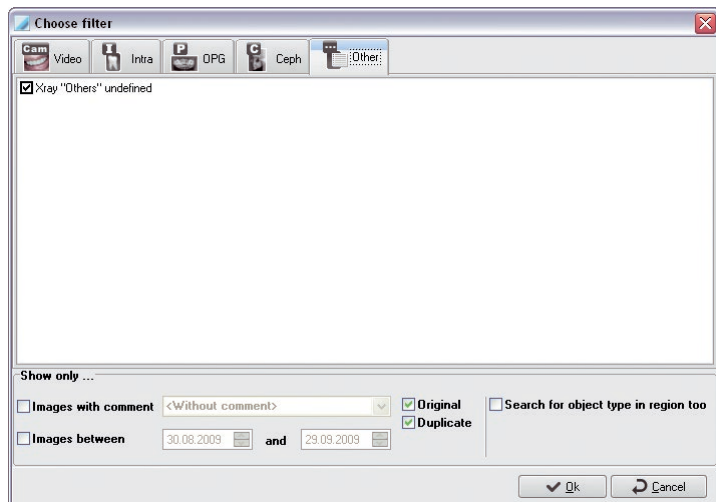 Choose filter
Cam Video I Intra P OPG C Ceph Other
Xray "Others" undefined
Show only ...
Images with comment <Without comment> Original Search for object type in region too
Duplicate
Images between 30.08.2009 and 29.09.2009
Ok Cancel